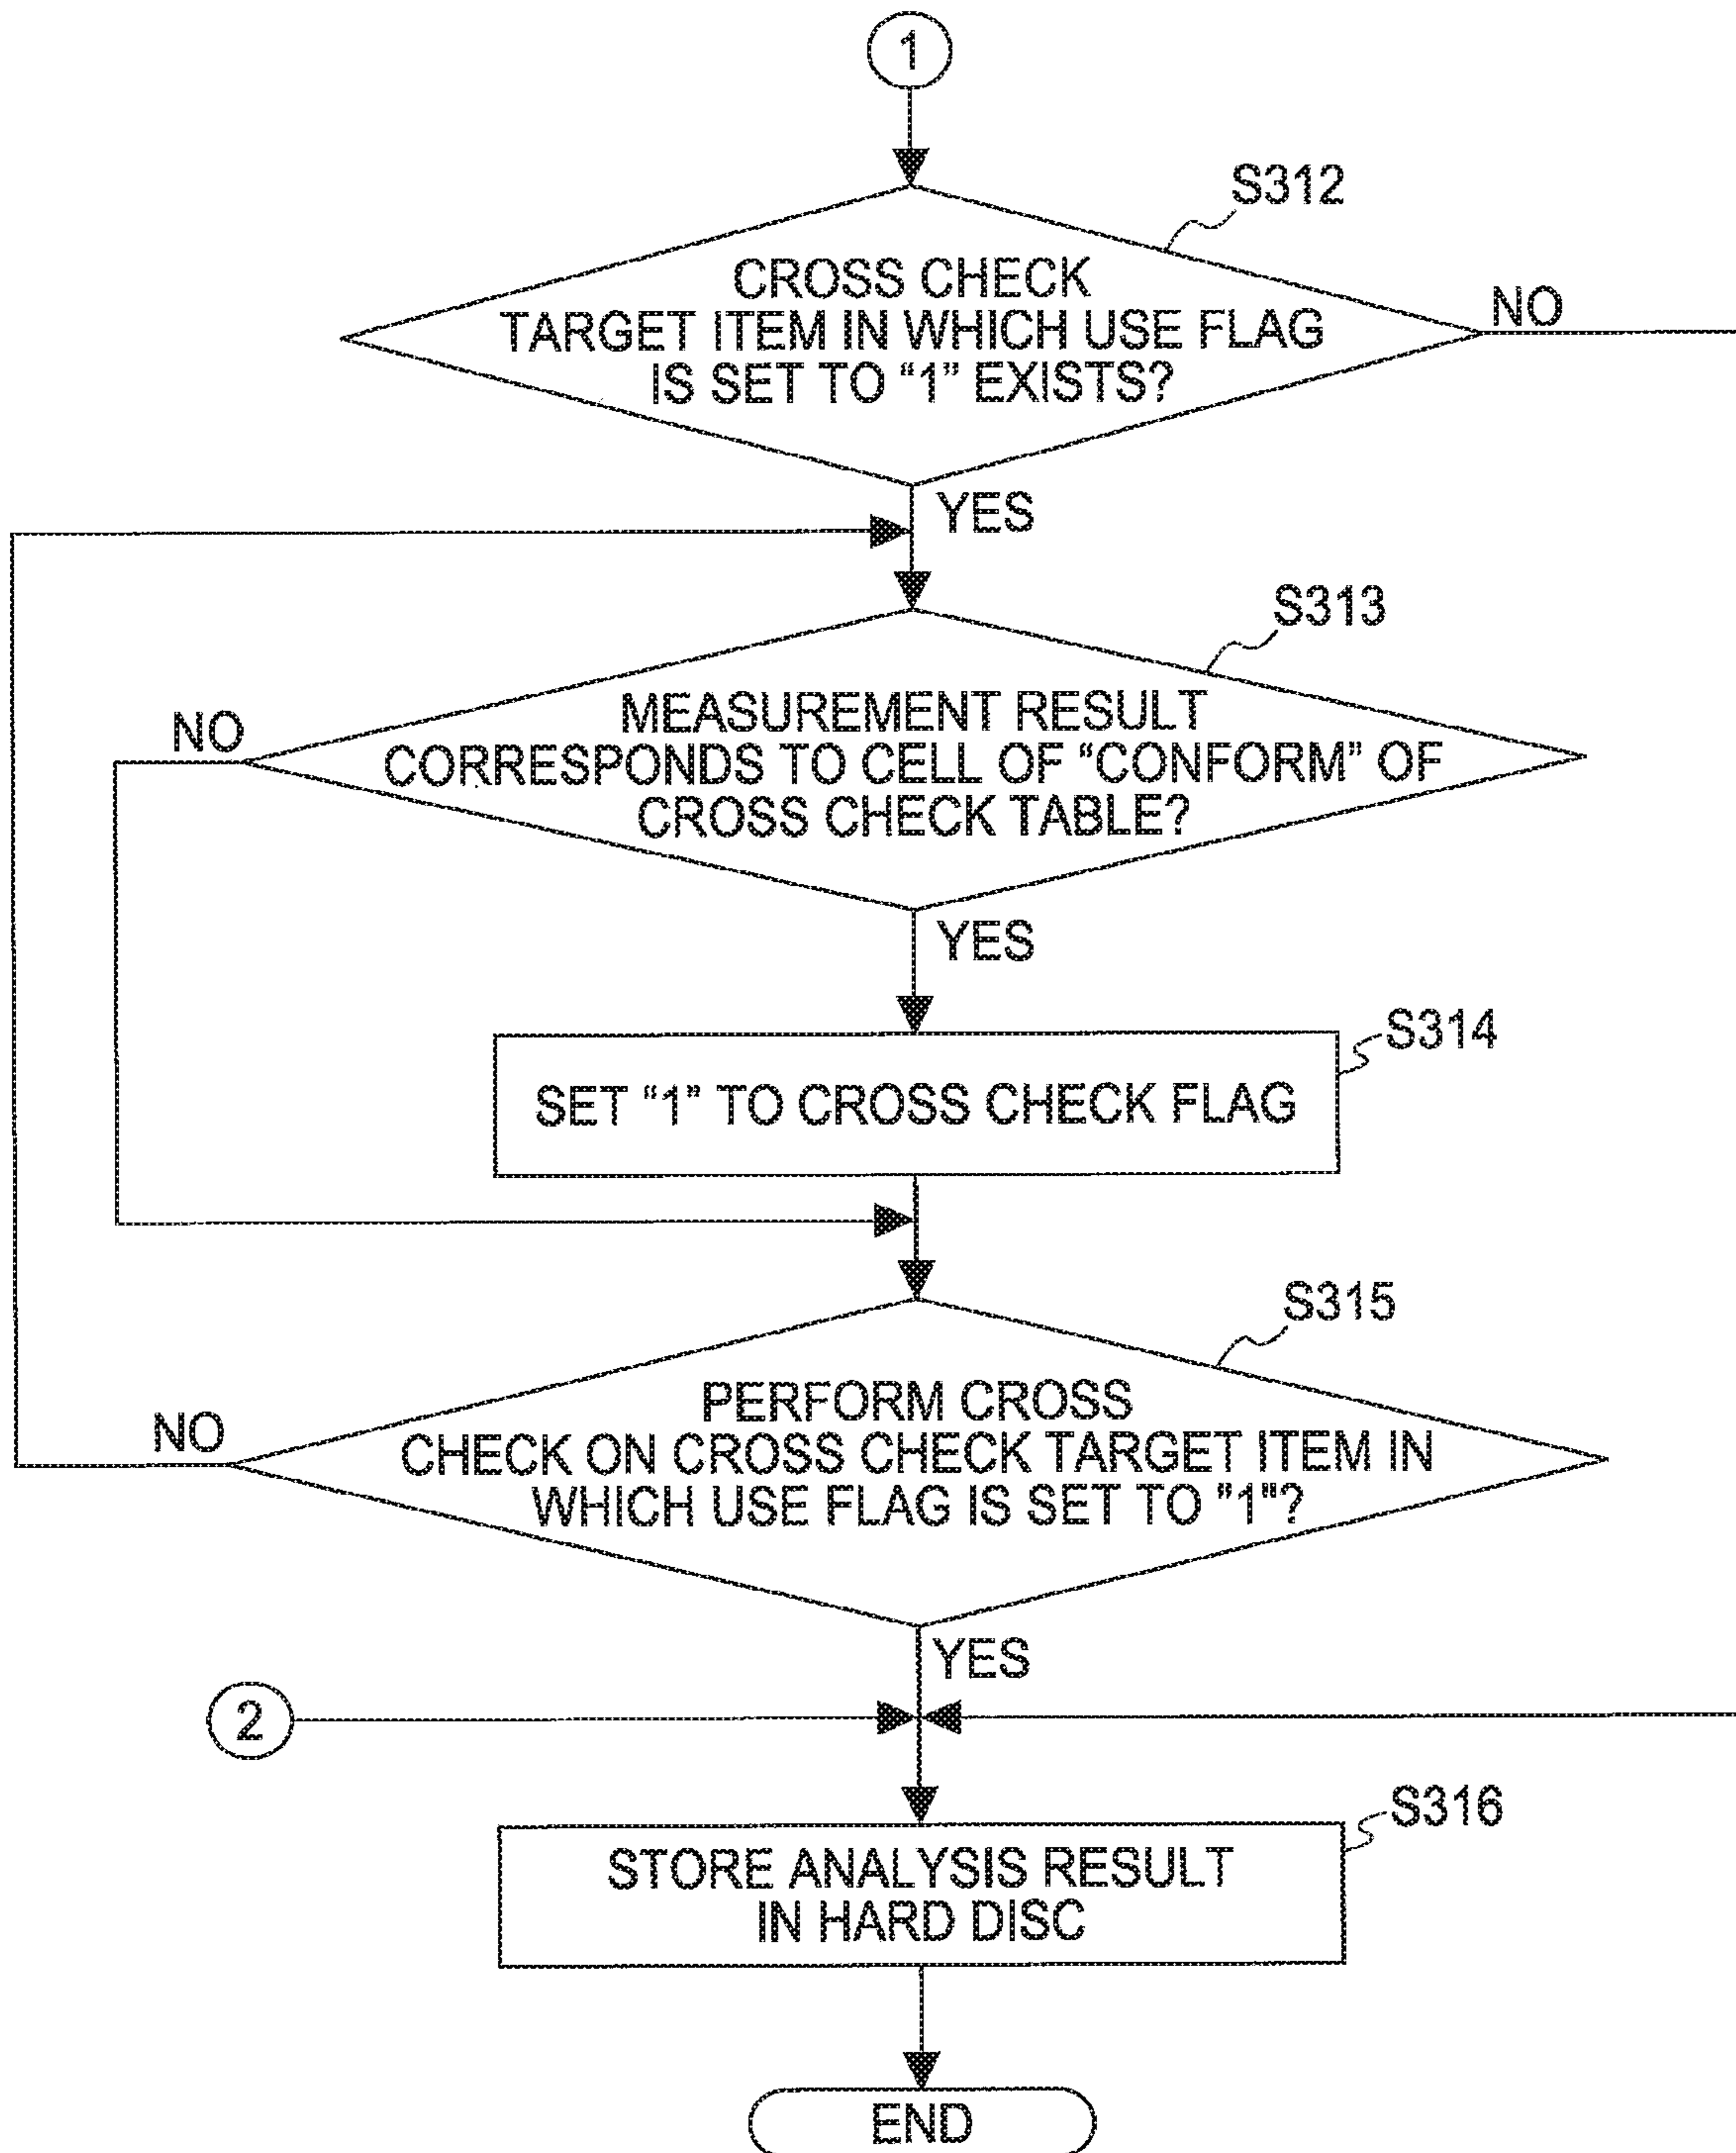 1
S312
CROSS CHECK
TARGET ITEM IN WHICH USE FLAG
IS SET TO “1” EXISTS?
NO
YES
S313
MEASUREMENT RESULT
CORRESPONDS TO CELL OF “CONFORM” OF
CROSS CHECK TABLE?
NO
YES
S314
SET “1” TO CROSS CHECK FLAG
S315
PERFORM CROSS
CHECK ON CROSS CHECK TARGET ITEM IN
WHICH USE FLAG IS SET TO "1"?
NO
YES
2
S316
STORE ANALYSIS RESULT
IN HARD DISC
END